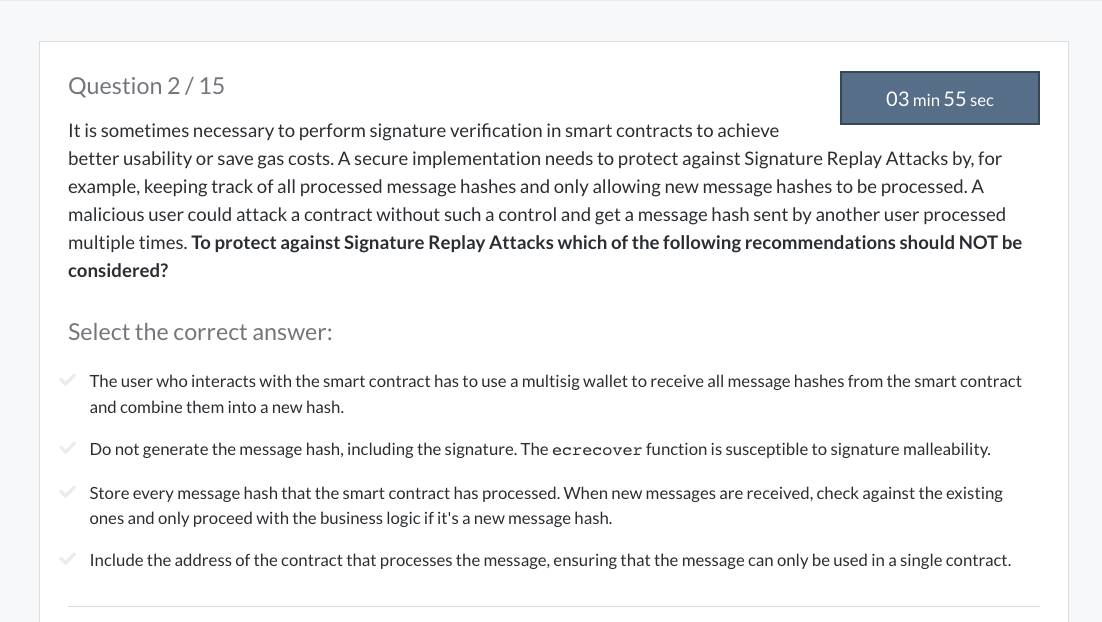 Question 2 / 15
03 min 55 sec
It is sometimes necessary to perform signature verification in smart contracts to achieve
better usability or save gas costs. A secure implementation needs to protect against Signature Replay Attacks by, for
example, keeping track of all processed message hashes and only allowing new message hashes to be processed. A
malicious user could attack a contract without such a control and get a message hash sent by another user processed
multiple times. To protect against Signature Replay Attacks which of the following recommendations should NOT be
considered?
Select the correct answer:
The user who interacts with the smart contract has to use a multisig wallet to receive all message hashes from the smart contract
and combine them into a new hash.
Do not generate the message hash, including the signature. The ecrecover function is susceptible to signature malleability.
Store every message hash that the smart contract has processed. When new messages are received, check against the existing
ones and only proceed with the business logic if it's a new message hash.
Include the address of the contract that processes the message, ensuring that the message can only be used in a single contract.